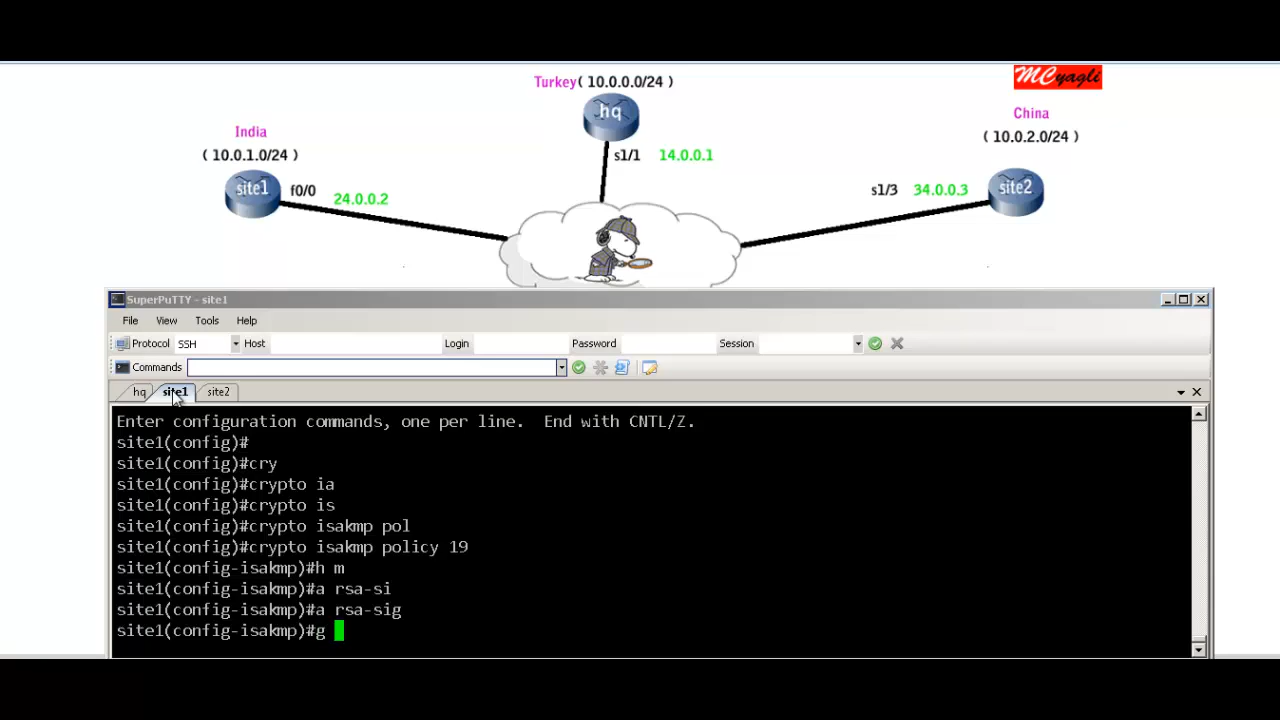 MCyagli
Turkey( 10.0.0.0/24 )
hq
s1/1 14.0.0.1
India
( 10.0.1.0/24 )
site1 f0/0 24.0.0.2
China
( 10.0.2.0/24 )
s1/3 34.0.0.3 site2
SuperPuTTY - site1
File View Tools Help
Protocol SSH Host Login Password Session
Commands
hq site1 site2
Enter configuration commands, one per line.  End with CNTL/Z.
site1(config)#
site1(config)#cry
site1(config)#crypto ia
site1(config)#crypto is
site1(config)#crypto isakmp pol
site1(config)#crypto isakmp policy 19
site1(config-isakmp)#h m
site1(config-isakmp)#a rsa-si
site1(config-isakmp)#a rsa-sig
site1(config-isakmp)#g